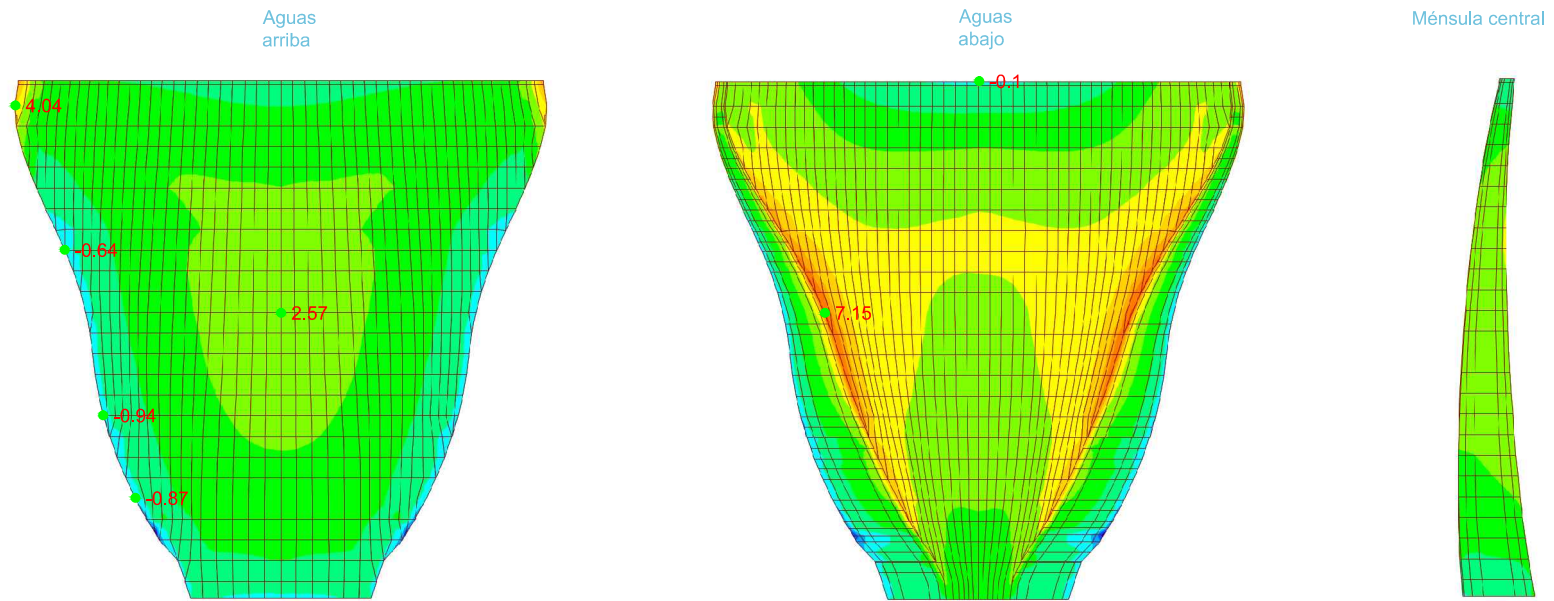 Aguas
arriba
Aguas
abajo
Ménsula central
4.04
-0.1
-0.64
2.57
7.15
-0.94
-0.87